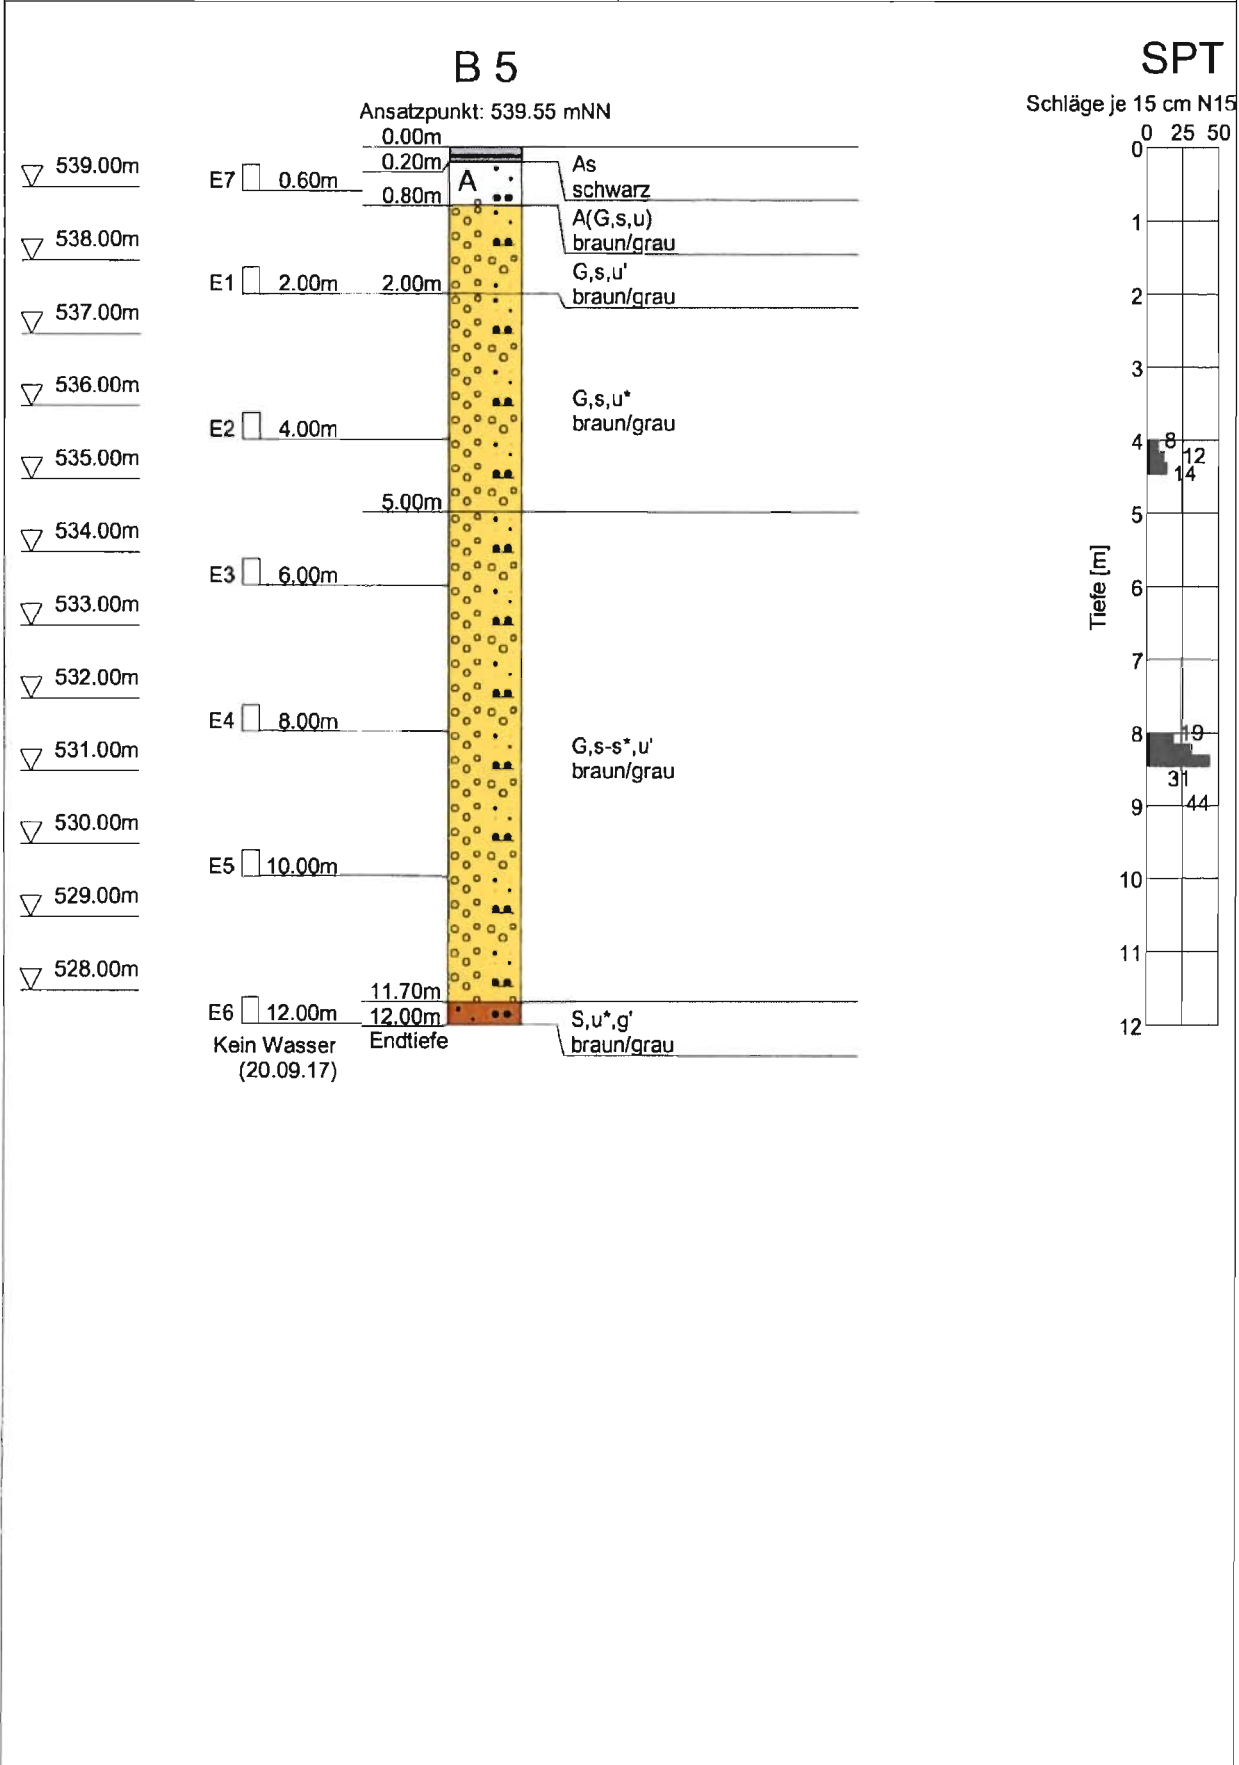 B 5
SPT
Ansatzpunkt: 539.55 mNN
Schläge je 15 cm N15
0 25 50
0.00m
0
539.00m
E7 0.60m
0.20m
A
As
schwarz
0.80m
A(G,s,u)
braun/grau
1
538.00m
E1 2.00m
2.00m
G,s,u'
braun/grau
2
537.00m
3
536.00m
G,s,u*
braun/grau
E2 4.00m
4
8
12
14
535.00m
5.00m
5
534.00m
Tiefe [m]
E3 6.00m
6
533.00m
7
532.00m
E4 8.00m
8
19
31
44
531.00m
G,s-s*,u'
braun/grau
9
530.00m
E5 10.00m
10
529.00m
11
528.00m
11.70m
E6 12.00m
12.00m
Endtiefe
S,u*,g'
braun/grau
12
Kein Wasser
(20.09.17)